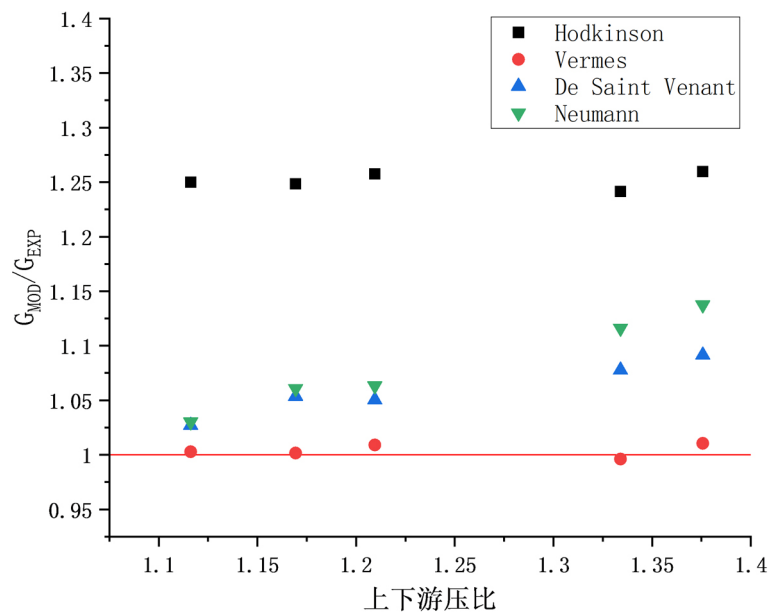 Hodkinson
Vermes
De Saint Venant
Neumann
1.4
1.35
1.3
1.25
1.2
1.15
1.1
1.05
1
0.95
G_MOD/G_EXP
1.1 1.15 1.2 1.25 1.3 1.35 1.4
上下游压比